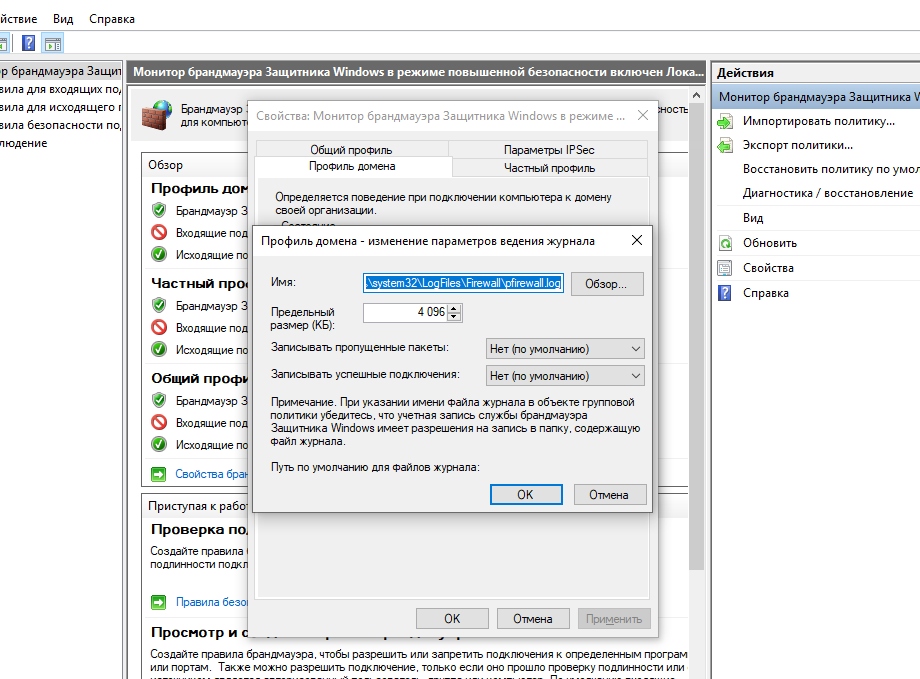 йствие Вид Справка
р брандмауэра Защит
вила для входящих по
вила для исходящего п
вила безопасности по
людение
Монитор брандмауэра Защитника Windows в режиме повышенной безопасности включен Лока...
Брандмауэр З
для компьют
Обзор
Профиль дом
Брандмауэр З
Входящие под
Исходящие по
Частный проф
Брандмауэр З
Входящие под
Исходящие по
Общий профи
Брандмауэр З
Входящие под
Исходящие по
Свойства бран
Приступая к работ
Проверка по
Создайте правила
подлинности подкл
Правила безо
Просмотр и
Создайте правила брандмауэра, чтобы разрешить или запретить подключения к определенным програм
или портам. Также можно разрешить подключение, только если оно прошло проверку подлинности или
Свойства: Монитор брандмауэра Защитника Windows в режиме ...
Общий профиль
Параметры IPSec
Профиль домена
Частный профиль
Определяется поведение при подключении компьютера к домену
своей организации.
Состояние
Профиль домена - изменение параметров ведения журнала
Имя:
.\system32\LogFiles\Firewall\pfirewall.log
Обзор...
Предельный
размер (КБ):
4 096
Записывать пропущенные пакеты:
Нет (по умолчанию)
Записывать успешные подключения:
Нет (по умолчанию)
Примечание. При указании имени файла журнала в объекте групповой
политики убедитесь, что учетная запись службы брандмауэра
Защитника Windows имеет разрешения на запись в папку, содержащую
файл журнала.
Путь по умолчанию для файлов журнала:
OK
Отмена
OK
Отмена
Применить
Действия
Монитор брандмауэра Защитника W
Импортировать политику...
Экспорт политики...
Восстановить политику по умол
Диагностика / восстановление
Вид
Обновить
Свойства
Справка